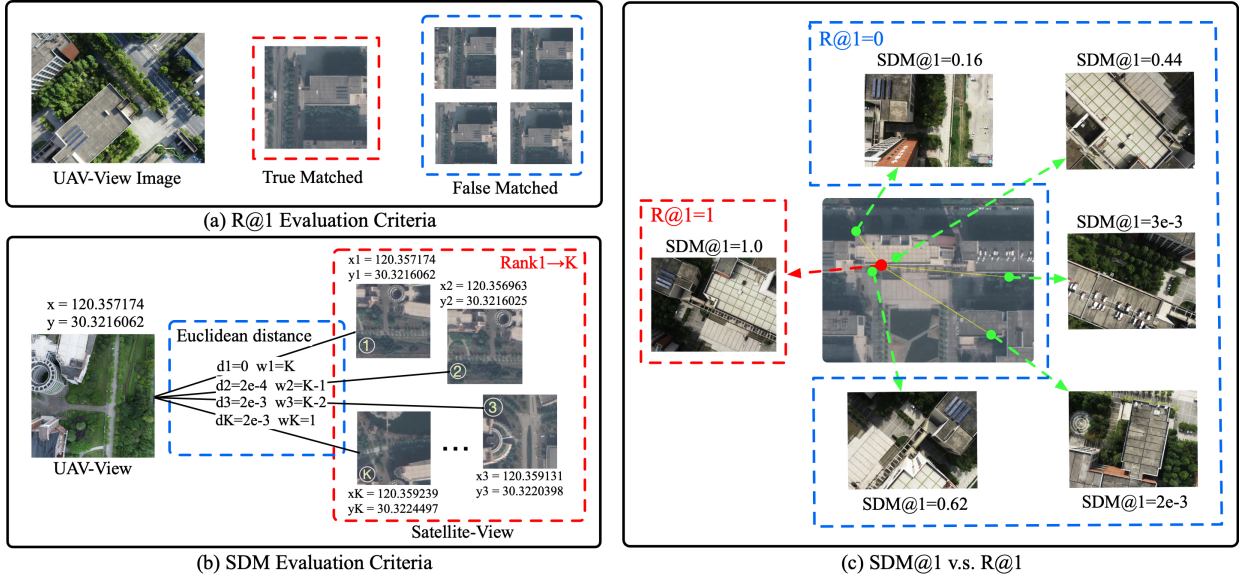 UAV-View Image
True Matched
False Matched
(a) R@1 Evaluation Criteria
x = 120.357174
y = 30.3216062
UAV-View
Euclidean distance
d1=0 w1=K
d2=2e-4 w2=K-1
d3=2e-3 w3=K-2
dK=2e-3 wK=1
Rank1→K
x1 = 120.357174
y1 = 30.3216062
1
x2 = 120.356963
y2 = 30.3216025
2
3
x3 = 120.359131
y3 = 30.3220398
K
•••
xK = 120.359239
yK = 30.3224497
Satellite-View
(b) SDM Evaluation Criteria
R@1=0
SDM@1=0.16
SDM@1=0.44
R@1=1
SDM@1=1.0
SDM@1=3e-3
SDM@1=0.62
SDM@1=2e-3
(c) SDM@1 v.s. R@1